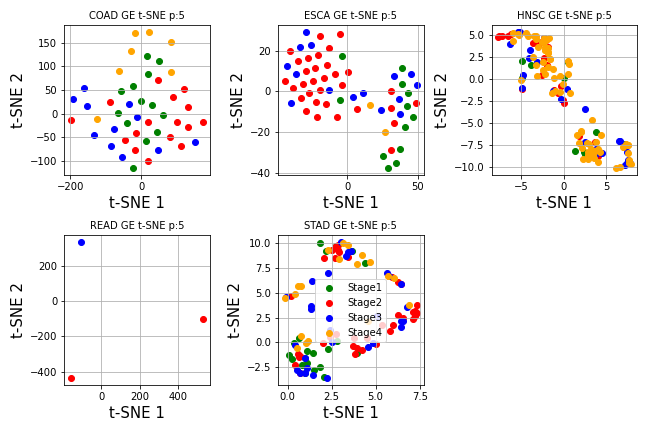 COAD GE t-SNE p:5
150
100
50
0
−50
−100
−200
0
t-SNE 1
t-SNE 2
ESCA GE t-SNE p:5
20
0
−20
−40
0
50
t-SNE 1
t-SNE 2
HNSC GE t-SNE p:5
5.0
2.5
0.0
−2.5
−5.0
−7.5
−10.0
−5
0
5
t-SNE 1
t-SNE 2
READ GE t-SNE p:5
200
0
−200
−400
0
200
400
t-SNE 1
t-SNE 2
STAD GE t-SNE p:5
10.0
7.5
5.0
2.5
0.0
−2.5
0.0
2.5
5.0
7.5
t-SNE 1
t-SNE 2
Stage1
Stage2
Stage3
Stage4